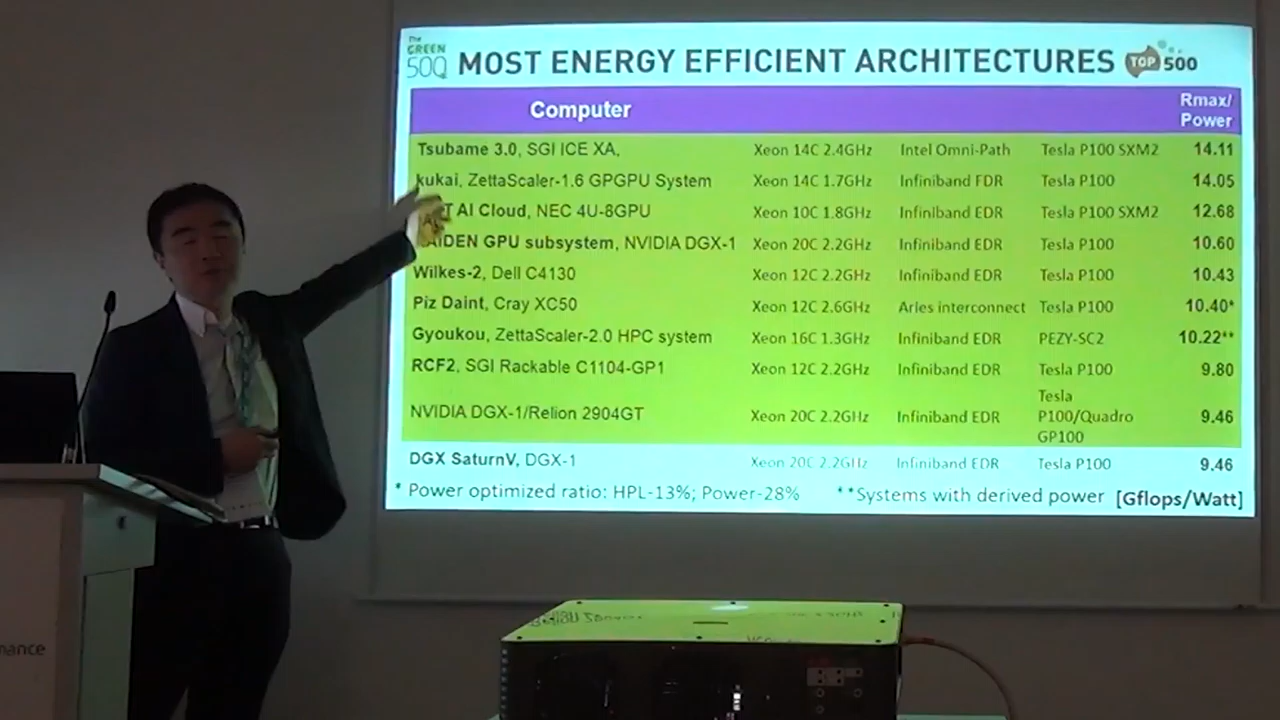 The
GREEN
500
MOST ENERGY EFFICIENT ARCHITECTURES
TOP 500
Computer
Rmax/
Power
Tsubame 3.0, SGI ICE XA, Xeon 14C 2.4GHz Intel Omni-Path Tesla P100 SXM2 14.11
kukai, ZettaScaler-1.6 GPGPU System Xeon 14C 1.7GHz Infiniband FDR Tesla P100 14.05
AI Cloud, NEC 4U-8GPU Xeon 10C 1.8GHz Infiniband EDR Tesla P100 SXM2 12.68
AIDEN GPU subsystem, NVIDIA DGX-1 Xeon 20C 2.2GHz Infiniband EDR Tesla P100 10.60
Wilkes-2, Dell C4130 Xeon 12C 2.2GHz Infiniband EDR Tesla P100 10.43
Piz Daint, Cray XC50 Xeon 12C 2.6GHz Aries interconnect Tesla P100 10.40*
Gyoukou, ZettaScaler-2.0 HPC system Xeon 16C 1.3GHz Infiniband EDR PEZY-SC2 10.22**
RCF2, SGI Rackable C1104-GP1 Xeon 12C 2.2GHz Infiniband EDR Tesla P100 9.80
NVIDIA DGX-1/Relion 2904GT Xeon 20C 2.2GHz Infiniband EDR Tesla P100/Quadro GP100 9.46
DGX SaturnV, DGX-1 Xeon 20C 2.2GHz Infiniband EDR Tesla P100 9.46
* Power optimized ratio: HPL-13%; Power-28% **Systems with derived power [Gflops/Watt]
mance